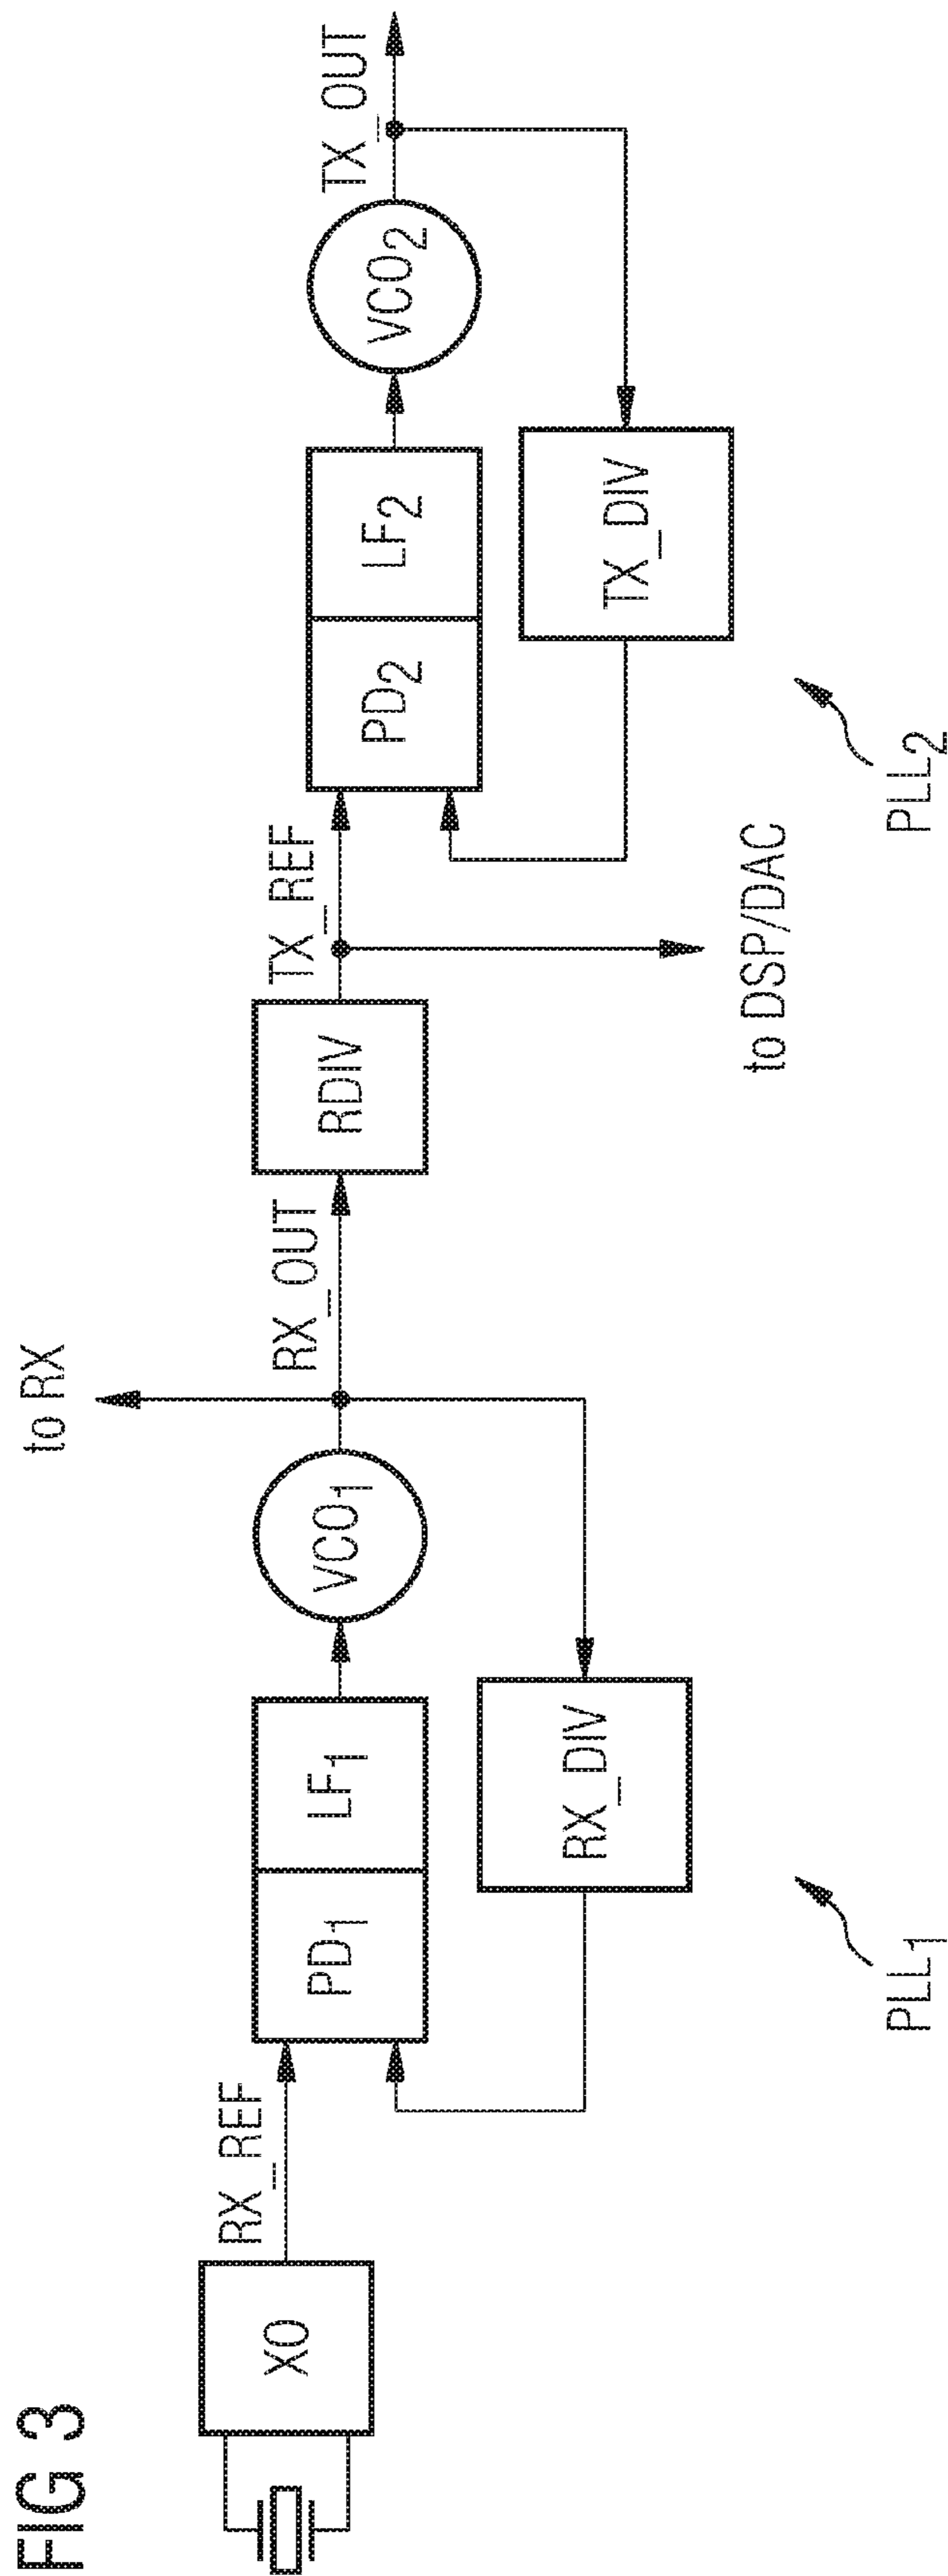 FIG 3
XO
RX_REF
PD1
LF1
VCO1
RX_DIV
PLL1
to RX
RX_OUT
RDIV
TX_REF
to DSP/DAC
PD2
LF2
VCO2
TX_OUT
TX_DIV
PLL2